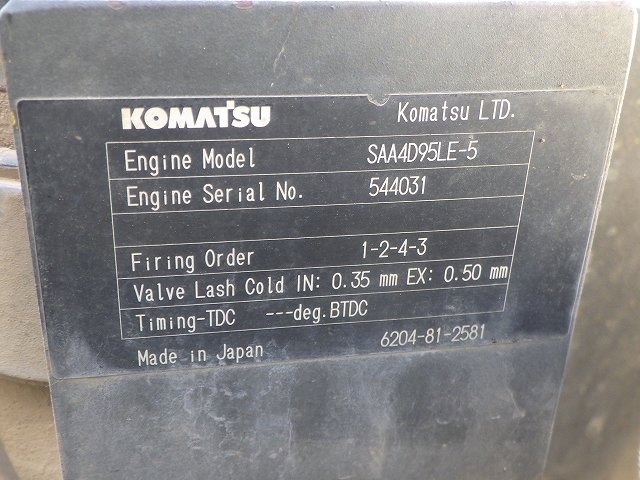 KOMATSU Komatsu LTD.
Engine Model SAA4D95LE-5
Engine Serial No. 544031
Firing Order 1-2-4-3
Valve Lash Cold IN: 0.35 mm EX: 0.50 mm
Timing-TDC ---deg.BTDC
Made in Japan 6204-81-2581